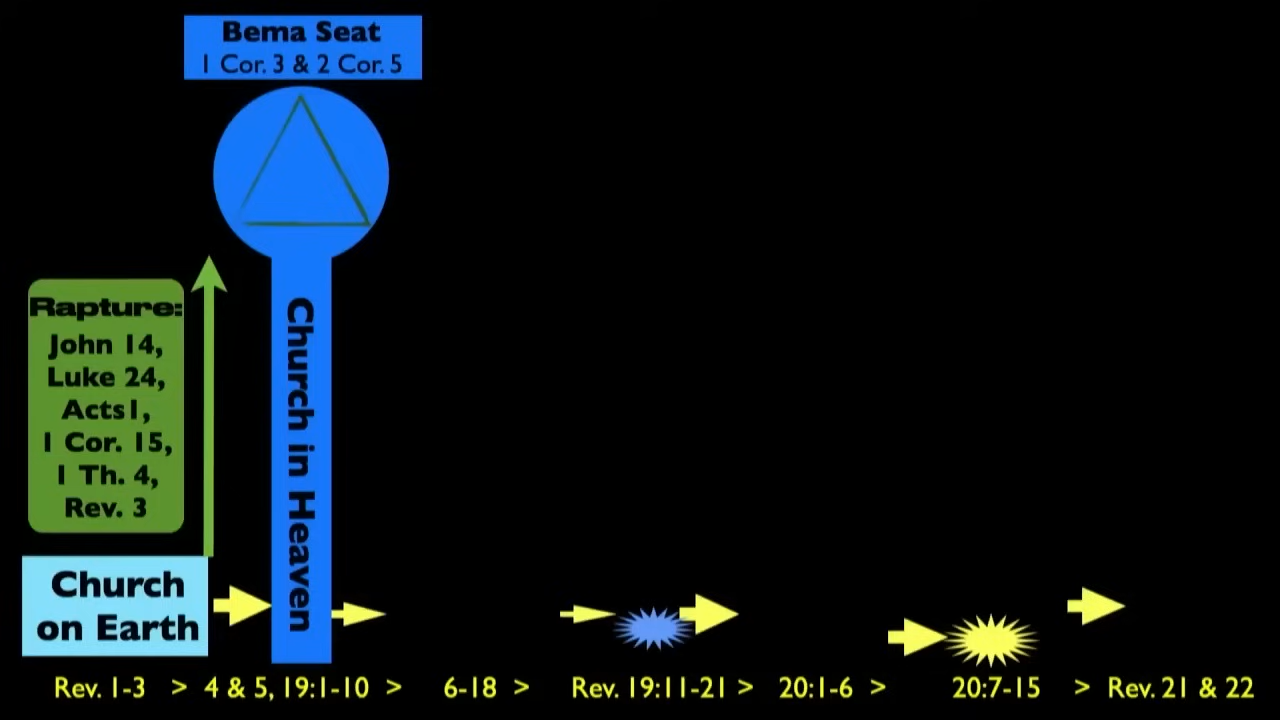 Bema Seat
1 Cor. 3 & 2 Cor. 5
Rapture:
John 14,
Luke 24,
Acts1,
1 Cor. 15,
1 Th. 4,
Rev. 3
Church in Heaven
Church
on Earth
Rev. 1-3 > 4 & 5, 19:1-10 > 6-18 > Rev. 19:11-21 > 20:1-6 > 20:7-15 > Rev. 21 & 22